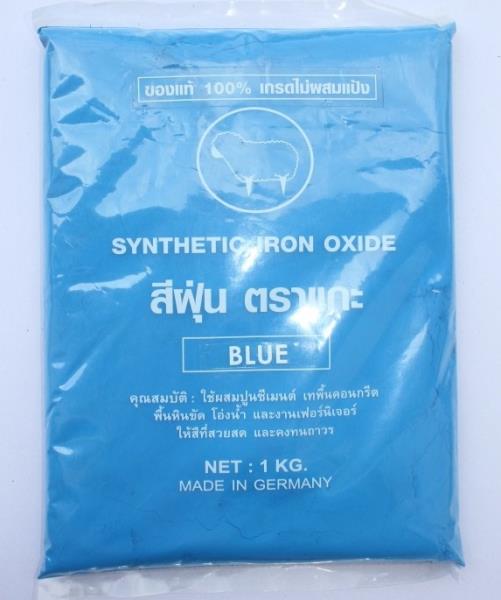 ของแท้ 100% เกรดไม่ผสมแป้ง
SYNTHETIC IRON OXIDE
สีฝุ่น ตราแกะ
BLUE
คุณสมบัติ : ใช้ผสมปูนซีเมนต์ เทพื้นคอนกรีต
พื้นหินขัด โอ่งน้ำ และงานเฟอร์นิเจอร์
ให้สีที่สวยสด และคงทนถาวร
NET : 1 KG.
MADE IN GERMANY